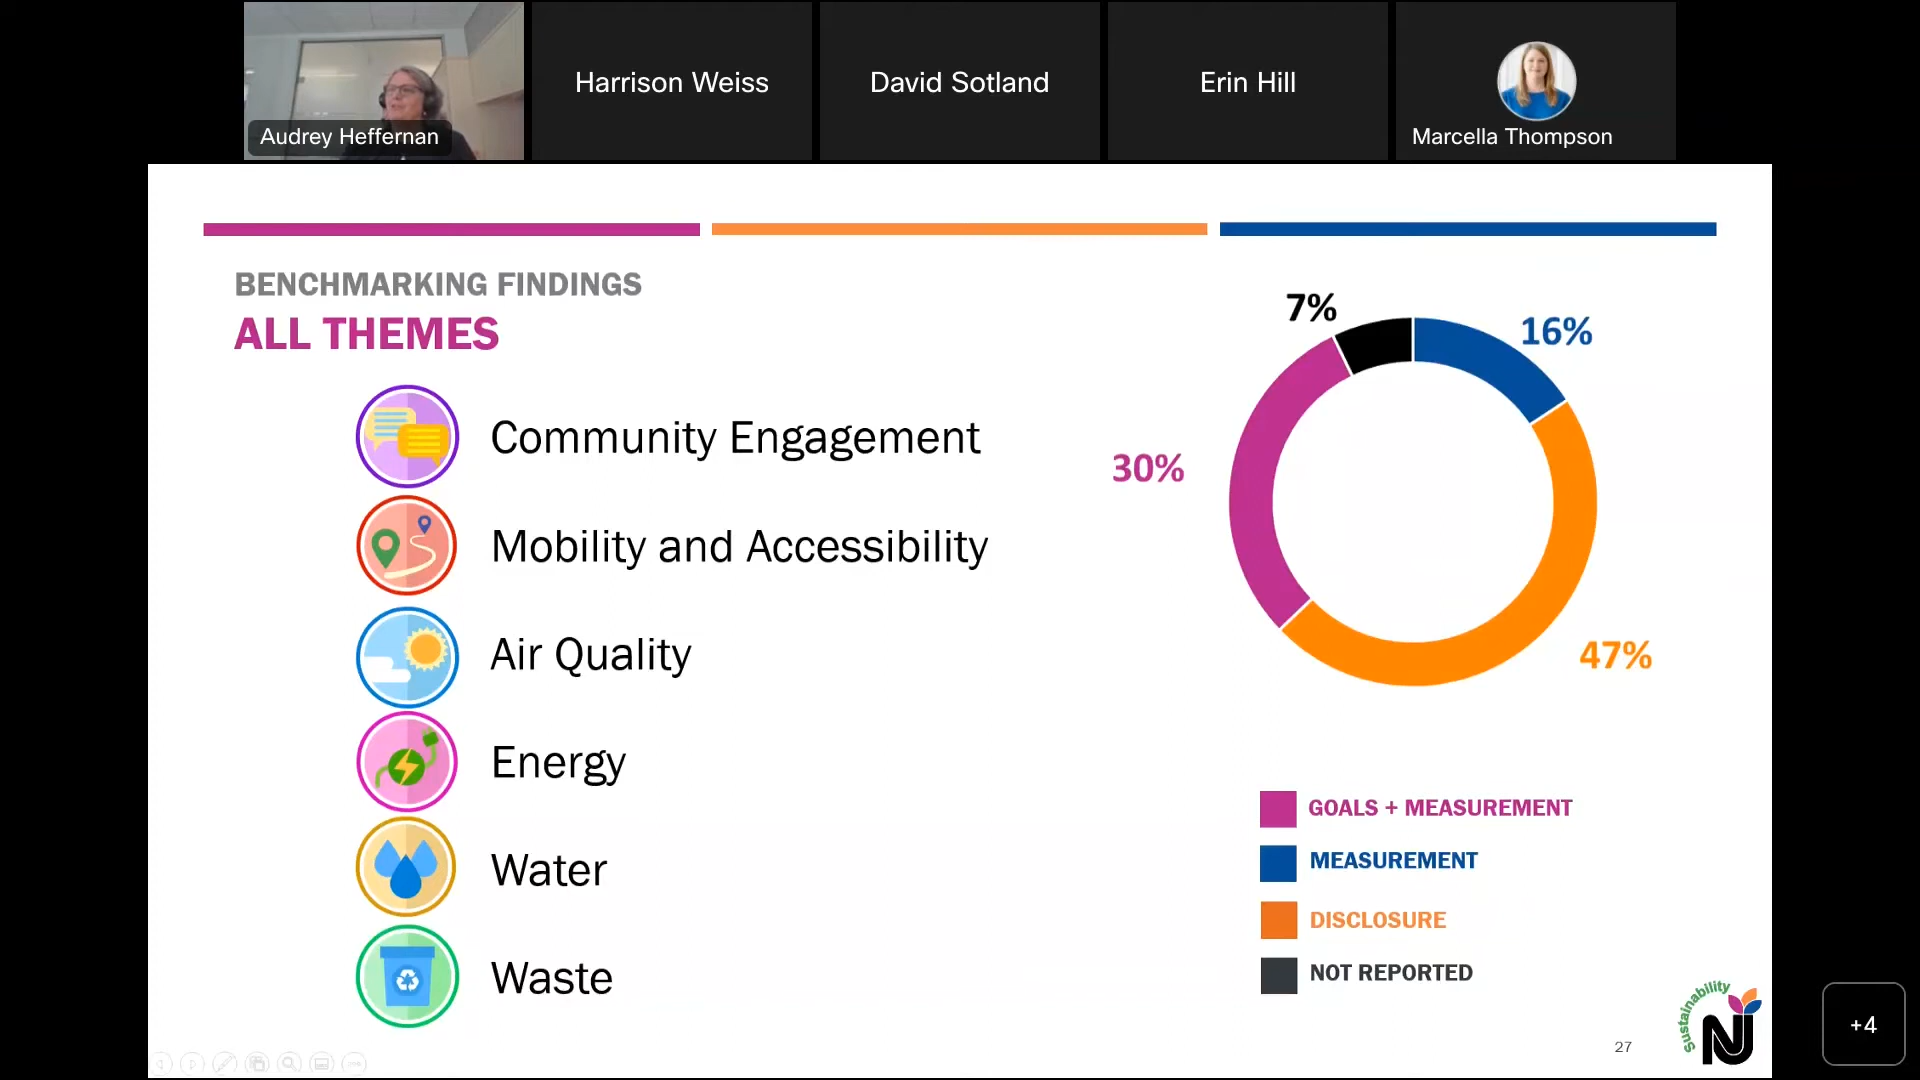 Audrey Heffernan
Harrison Weiss
David Sotland
Erin Hill
Marcella Thompson
BENCHMARKING FINDINGS
ALL THEMES
Community Engagement
Mobility and Accessibility
Air Quality
Energy
Water
Waste
7%
16%
30%
47%
GOALS + MEASUREMENT
MEASUREMENT
DISCLOSURE
NOT REPORTED
Sustainability
NJ
27
+4